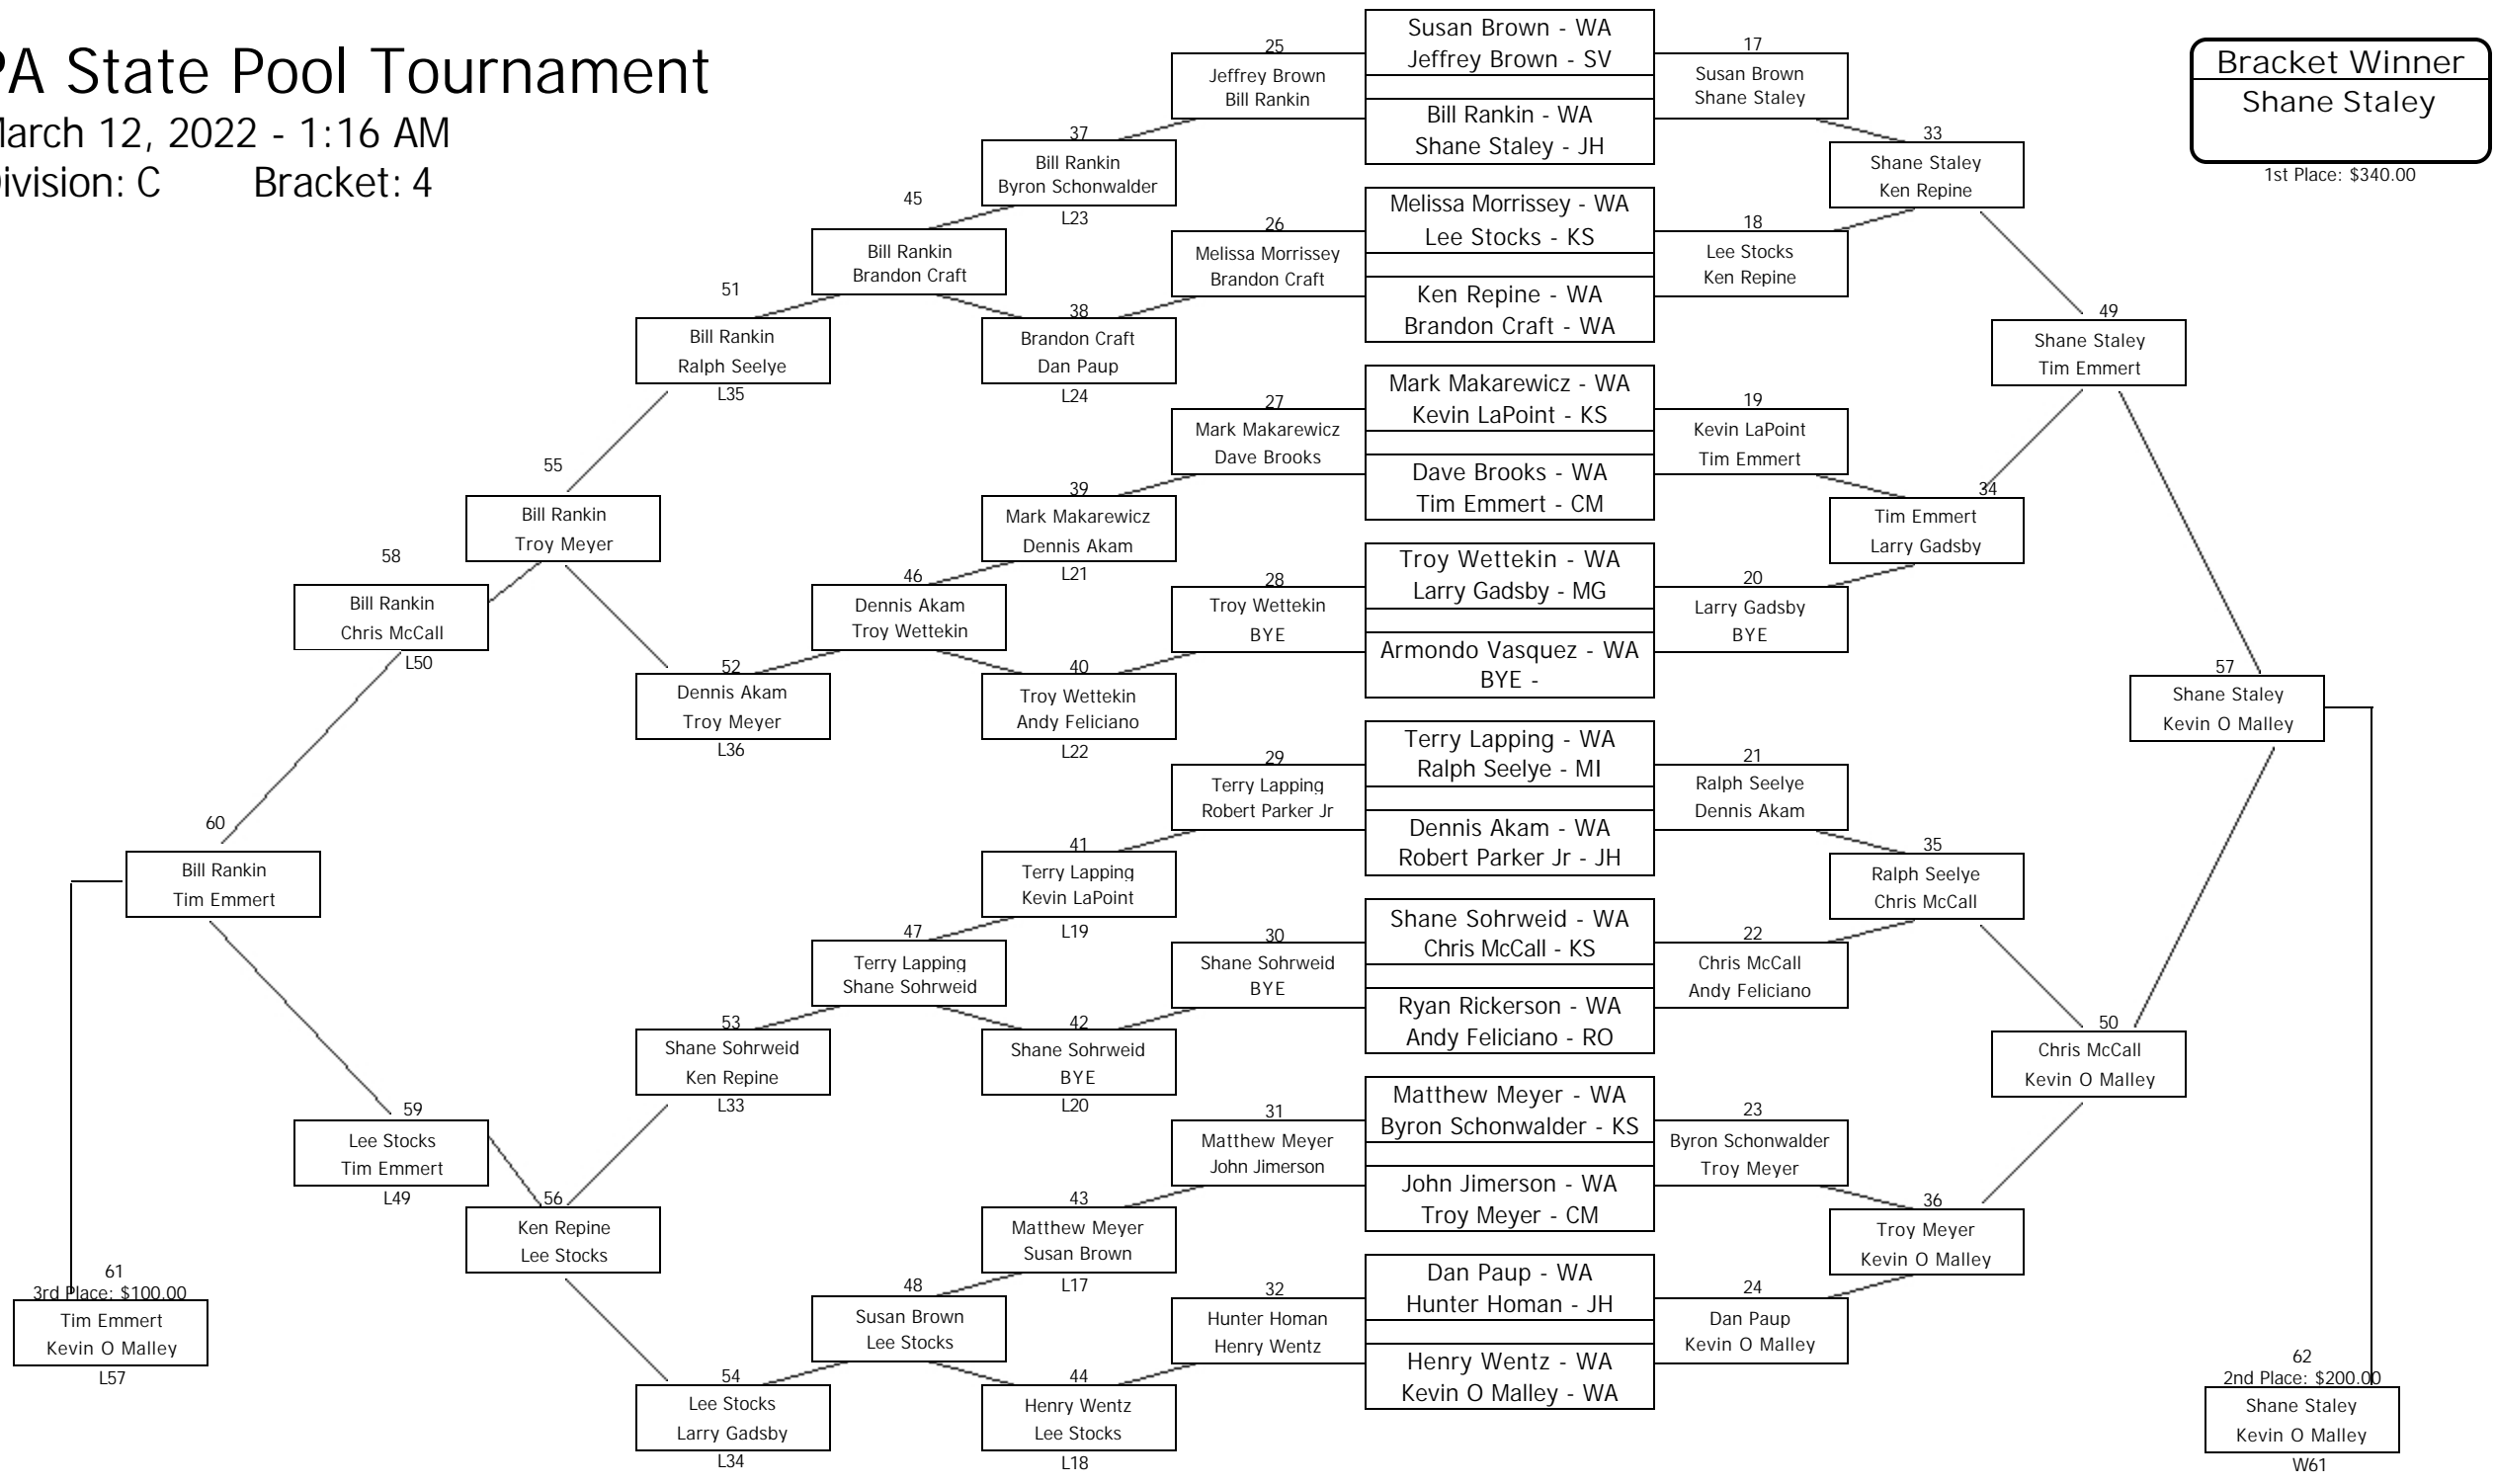 PA State Pool Tournament
March 12, 2022 - 1:16 AM
Division: C Bracket: 4
Bracket Winner
Shane Staley
1st Place: $340.00
Susan Brown - WA
Jeffrey Brown - SV
Bill Rankin - WA
Shane Staley - JH
Melissa Morrissey - WA
Lee Stocks - KS
Ken Repine - WA
Brandon Craft - WA
Mark Makarewicz - WA
Kevin LaPoint - KS
Dave Brooks - WA
Tim Emmert - CM
Troy Wettekin - WA
Larry Gadsby - MG
Armondo Vasquez - WA
BYE -
Terry Lapping - WA
Ralph Seelye - MI
Dennis Akam - WA
Robert Parker Jr - JH
Shane Sohrweid - WA
Chris McCall - KS
Ryan Rickerson - WA
Andy Feliciano - RO
Matthew Meyer - WA
Byron Schonwalder - KS
John Jimerson - WA
Troy Meyer - CM
Dan Paup - WA
Hunter Homan - JH
Henry Wentz - WA
Kevin O Malley - WA
17
Susan Brown
Shane Staley
18
Lee Stocks
Ken Repine
19
Kevin LaPoint
Tim Emmert
20
Larry Gadsby
BYE
21
Ralph Seelye
Dennis Akam
22
Chris McCall
Andy Feliciano
23
Byron Schonwalder
Troy Meyer
24
Dan Paup
Kevin O Malley
25
Jeffrey Brown
Bill Rankin
26
Melissa Morrissey
Brandon Craft
27
Mark Makarewicz
Dave Brooks
28
Troy Wettekin
BYE
29
Terry Lapping
Robert Parker Jr
30
Shane Sohrweid
BYE
31
Matthew Meyer
John Jimerson
32
Hunter Homan
Henry Wentz
33
Shane Staley
Ken Repine
34
Tim Emmert
Larry Gadsby
35
Ralph Seelye
Chris McCall
36
Troy Meyer
Kevin O Malley
37
Bill Rankin
Byron Schonwalder
L23
38
Brandon Craft
Dan Paup
L24
39
Mark Makarewicz
Dennis Akam
L21
40
Troy Wettekin
Andy Feliciano
L22
41
Terry Lapping
Kevin LaPoint
L19
42
Shane Sohrweid
BYE
L20
43
Matthew Meyer
Susan Brown
L17
44
Henry Wentz
Lee Stocks
L18
45
Bill Rankin
Brandon Craft
46
Dennis Akam
Troy Wettekin
47
Terry Lapping
Shane Sohrweid
48
Susan Brown
Lee Stocks
49
Shane Staley
Tim Emmert
50
Chris McCall
Kevin O Malley
51
Bill Rankin
Ralph Seelye
L35
52
Dennis Akam
Troy Meyer
L36
53
Shane Sohrweid
Ken Repine
L33
54
Lee Stocks
Larry Gadsby
L34
55
Bill Rankin
Troy Meyer
56
Ken Repine
Lee Stocks
57
Shane Staley
Kevin O Malley
58
Bill Rankin
Chris McCall
L50
59
Lee Stocks
Tim Emmert
L49
60
Bill Rankin
Tim Emmert
61
3rd Place: $100.00
Tim Emmert
Kevin O Malley
L57
62
2nd Place: $200.00
Shane Staley
Kevin O Malley
W61